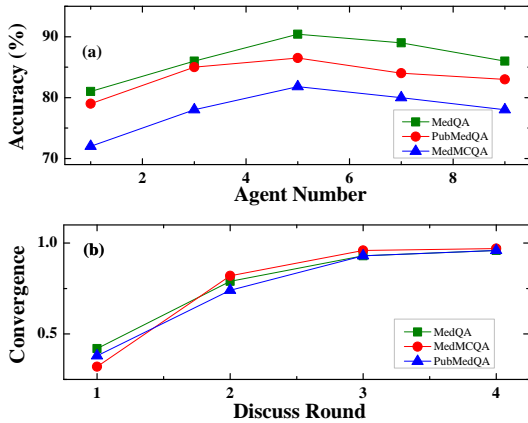 90
80
70
Accuracy (%)
(a)
MedQA
PubMedQA
MedMCQA
2 4 6 8
Agent Number
1.0
0.5
Convergence
(b)
MedQA
MedMCQA
PubMedQA
1 2 3 4
Discuss Round